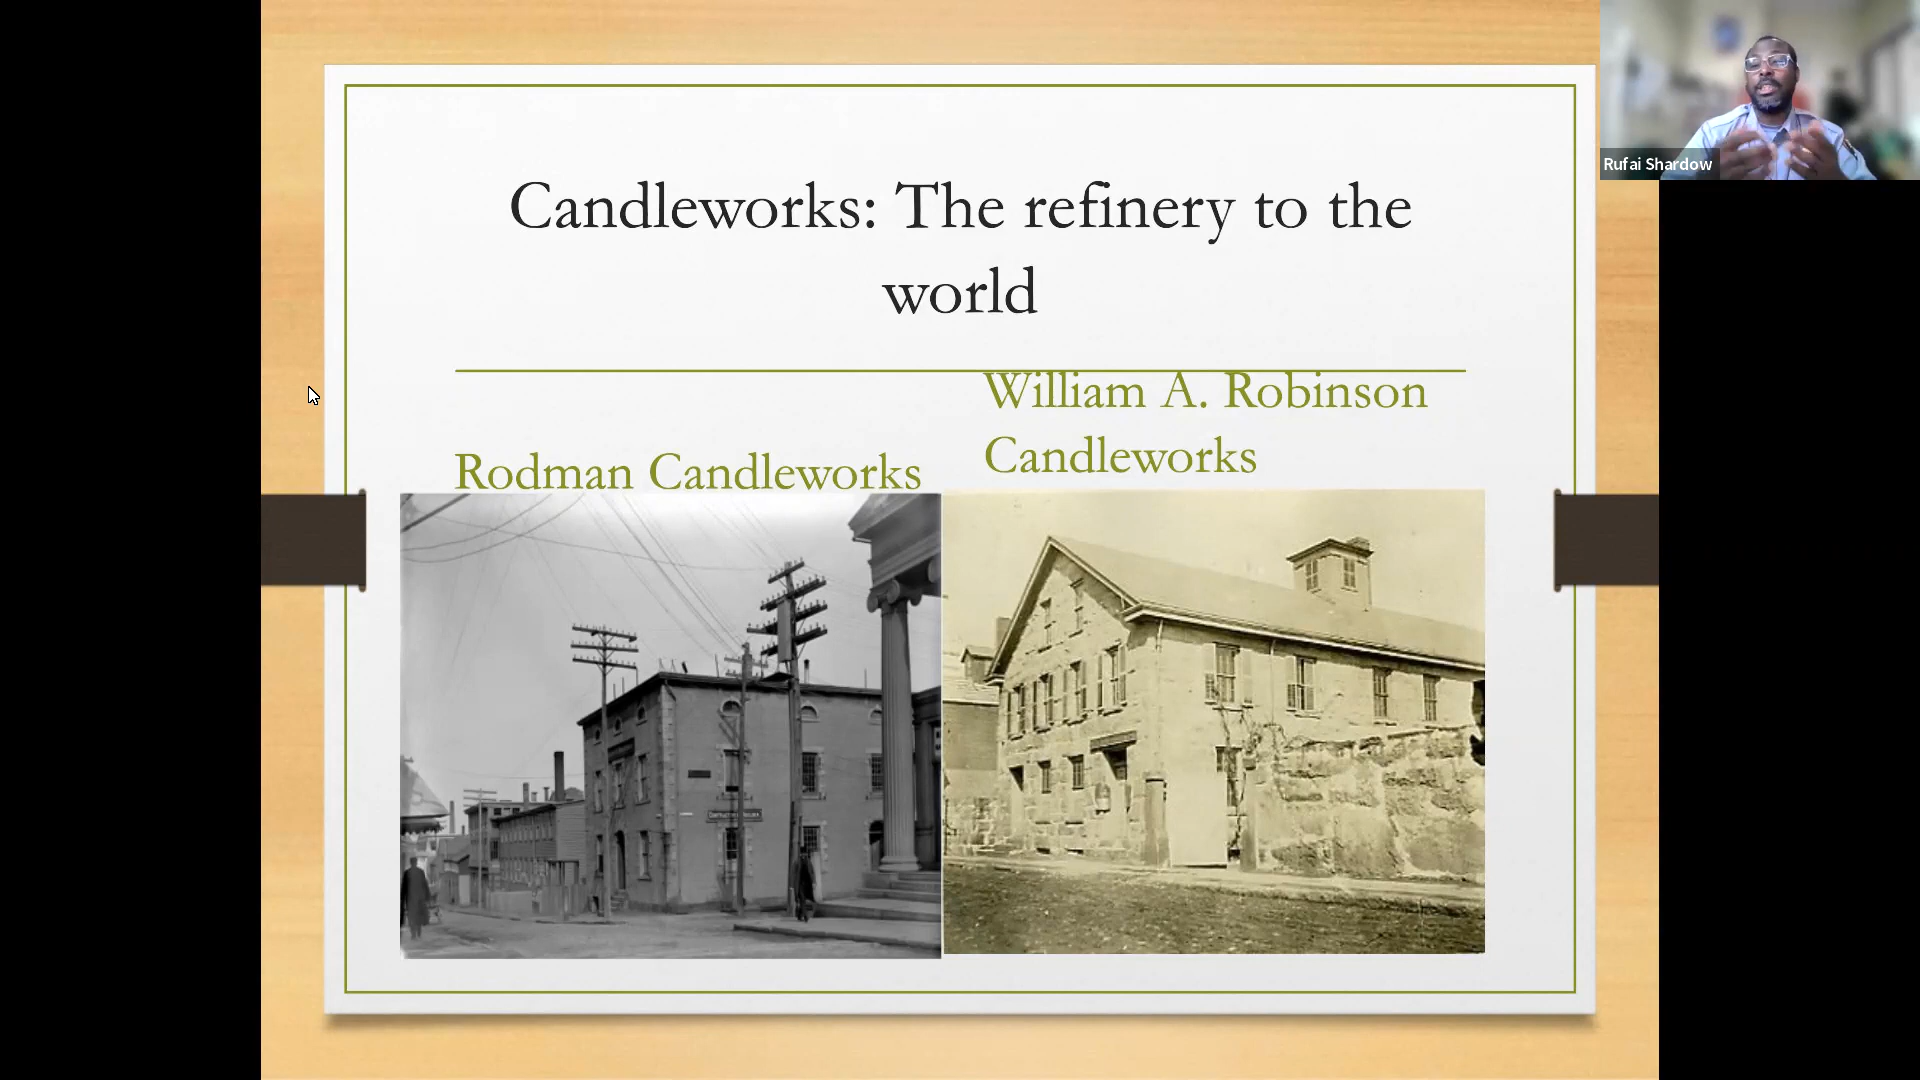 Candleworks: The refinery to the
world
Rodman Candleworks
William A. Robinson
Candleworks
Rufai Shardow